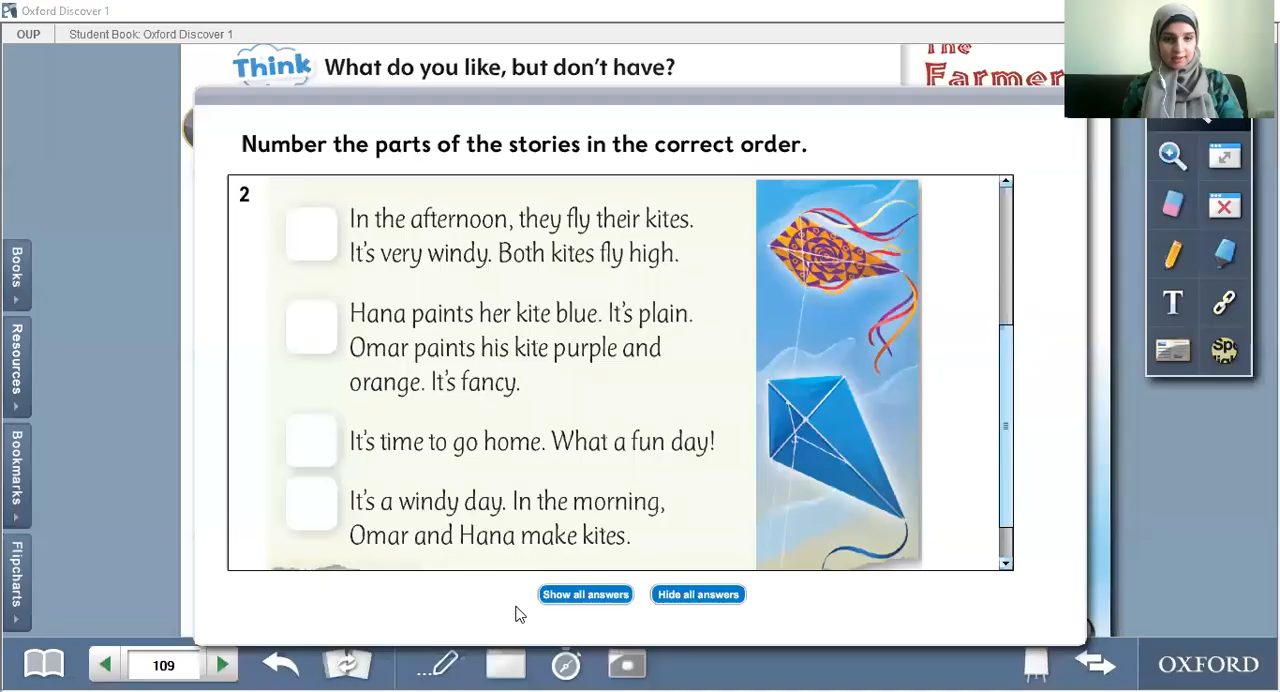 Oxford Discover 1
OUP
Student Book: Oxford Discover 1
Think
What do you like, but don't have?
The
Farmer
Number the parts of the stories in the correct order.
2
In the afternoon, they fly their kites.
It's very windy. Both kites fly high.
Hana paints her kite blue. It's plain.
Omar paints his kite purple and
orange. It's fancy.
It's time to go home. What a fun day!
It's a windy day. In the morning,
Omar and Hana make kites.
Show all answers
Hide all answers
Books
Resources
Bookmarks
Flipcharts
T
109
OXFORD